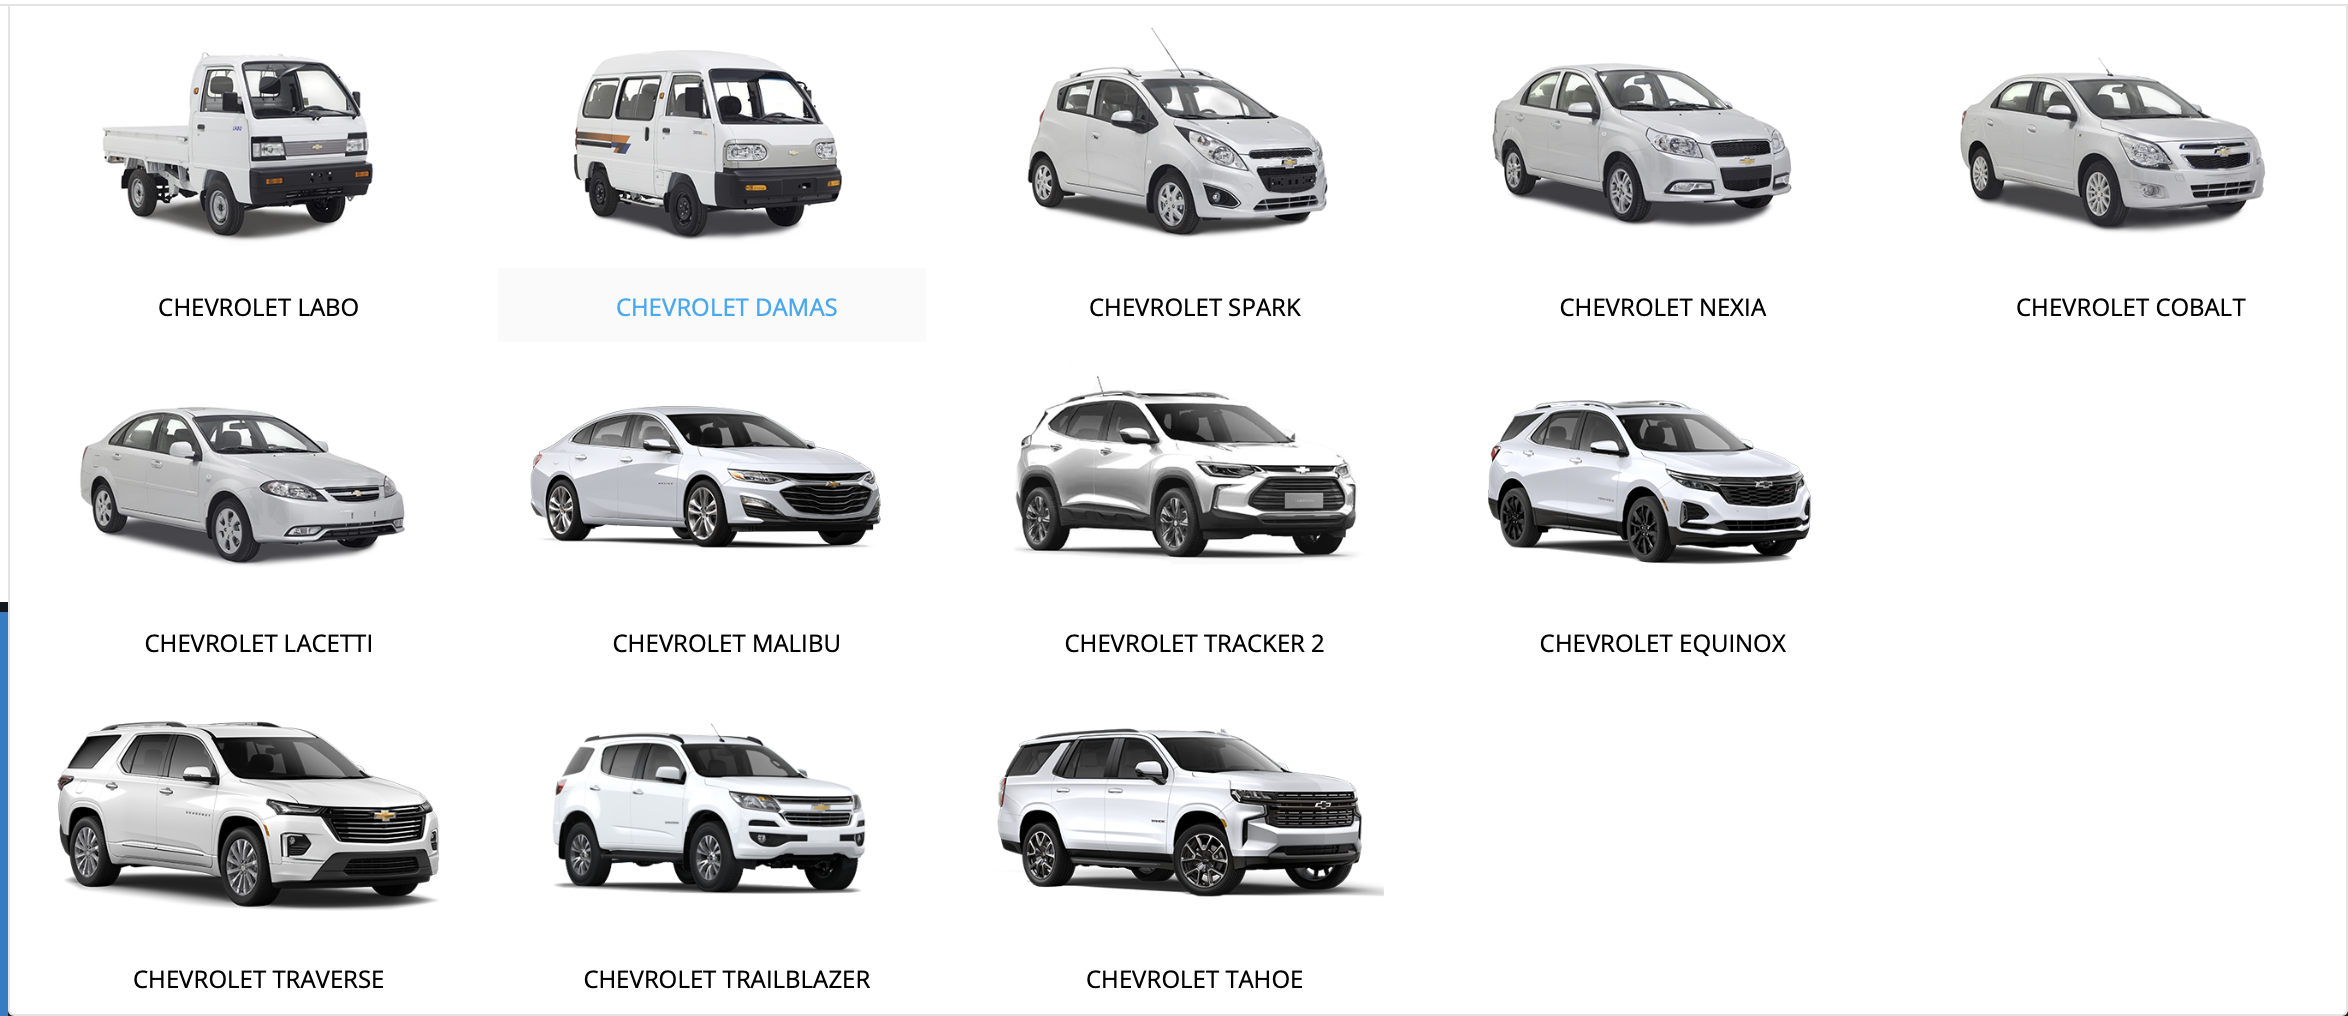 CHEVROLET LABO
CHEVROLET DAMAS
CHEVROLET SPARK
CHEVROLET NEXIA
CHEVROLET COBALT
CHEVROLET LACETTI
CHEVROLET MALIBU
CHEVROLET TRACKER 2
CHEVROLET EQUINOX
CHEVROLET TRAVERSE
CHEVROLET TRAILBLAZER
CHEVROLET TAHOE